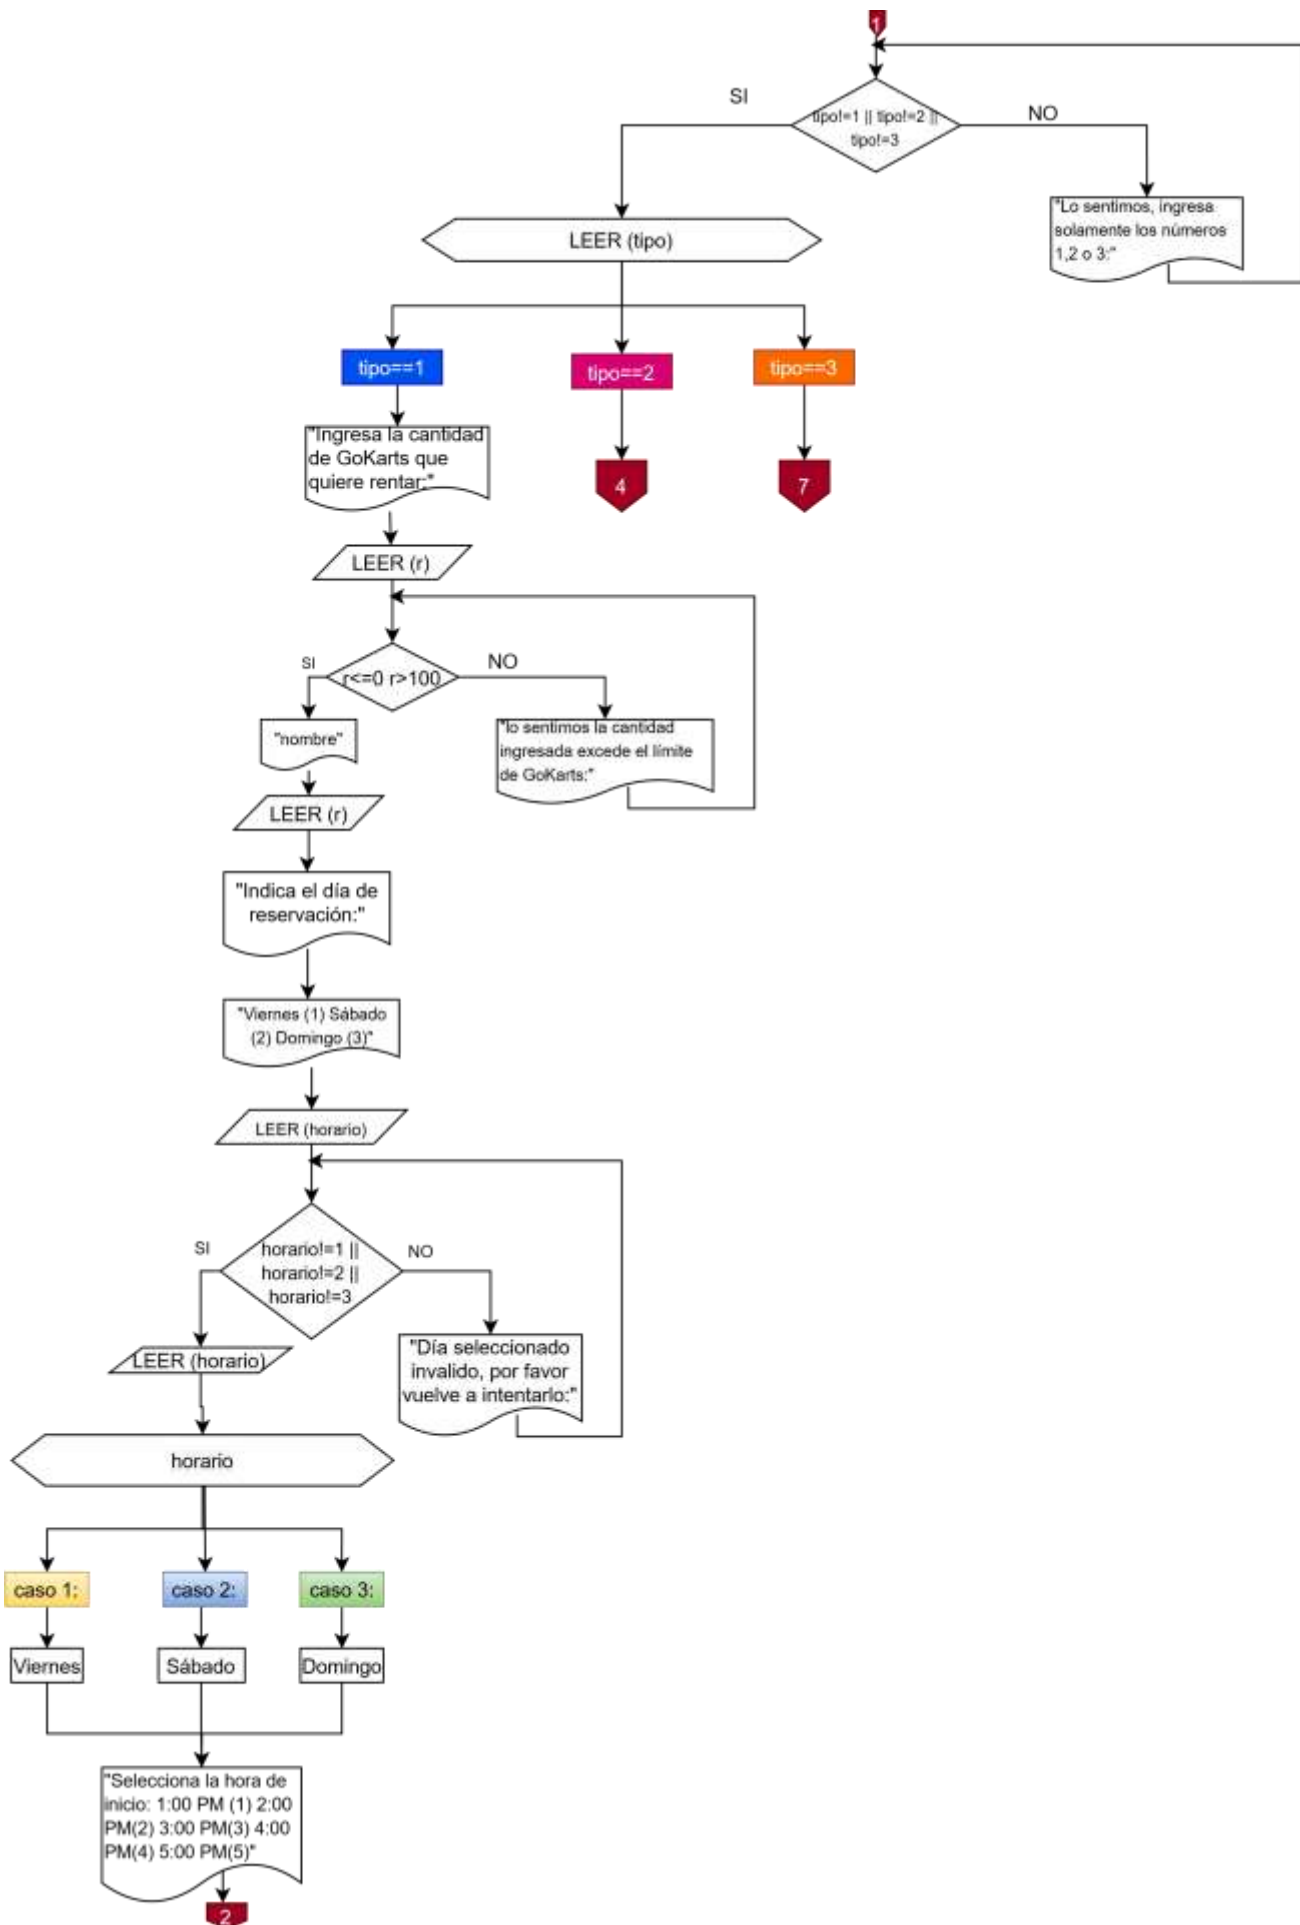 1
SI
NO
tipo!=1 || tipo!=2 ||
tipo!=3
"Lo sentimos, ingresa
solamente los números
1,2 o 3:"
LEER (tipo)
tipo==1
tipo==2
tipo==3
"Ingresa la cantidad
de GoKarts que
quiere rentar:"
4
7
LEER (r)
SI
NO
r<=0 r>100
"nombre"
"lo sentimos la cantidad
ingresada excede el límite
de GoKarts:"
LEER (r)
"Indica el día de
reservación:"
"Viernes (1) Sábado
(2) Domingo (3)"
LEER (horario)
SI
NO
horario!=1 ||
horario!=2 ||
horario!=3
"Día seleccionado
invalido, por favor
vuelve a intentarlo:"
LEER (horario)
horario
caso 1:
caso 2:
caso 3:
Viernes
Sábado
Domingo
"Selecciona la hora de
inicio: 1:00 PM (1) 2:00
PM(2) 3:00 PM(3) 4:00
PM(4) 5:00 PM(5)"
2